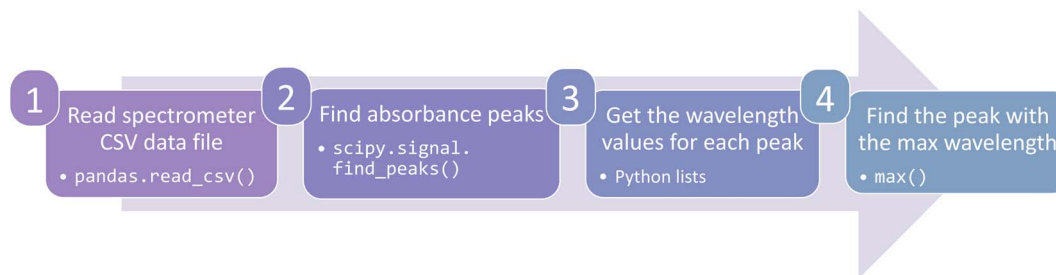 1
Read spectrometer
CSV data file
• pandas.read_csv()
2
Find absorbance peaks
• scipy.signal.
find_peaks()
3
Get the wavelength
values for each peak
• Python lists
4
Find the peak with
the max wavelength
• max()